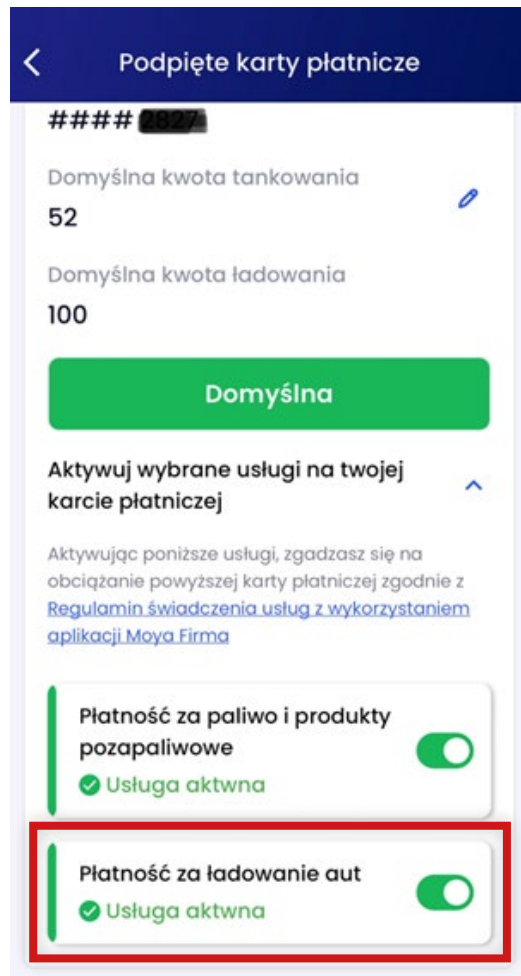 Podpięte karty płatnicze
####
Domyślna kwota tankowania
52
Domyślna kwota ładowania
100
Domyślna
Aktywuj wybrane usługi na twojej
karcie płatniczej
Aktywując poniższe usługi, zgadzasz się na
obciążanie powyższej karty płatniczej zgodnie z
Regulamin świadczenia usług z wykorzystaniem
aplikacji Moya Firma
Płatność za paliwo i produkty
pozapaliwowe
Usługa aktwna
Płatność za ładowanie aut
Usługa aktwna